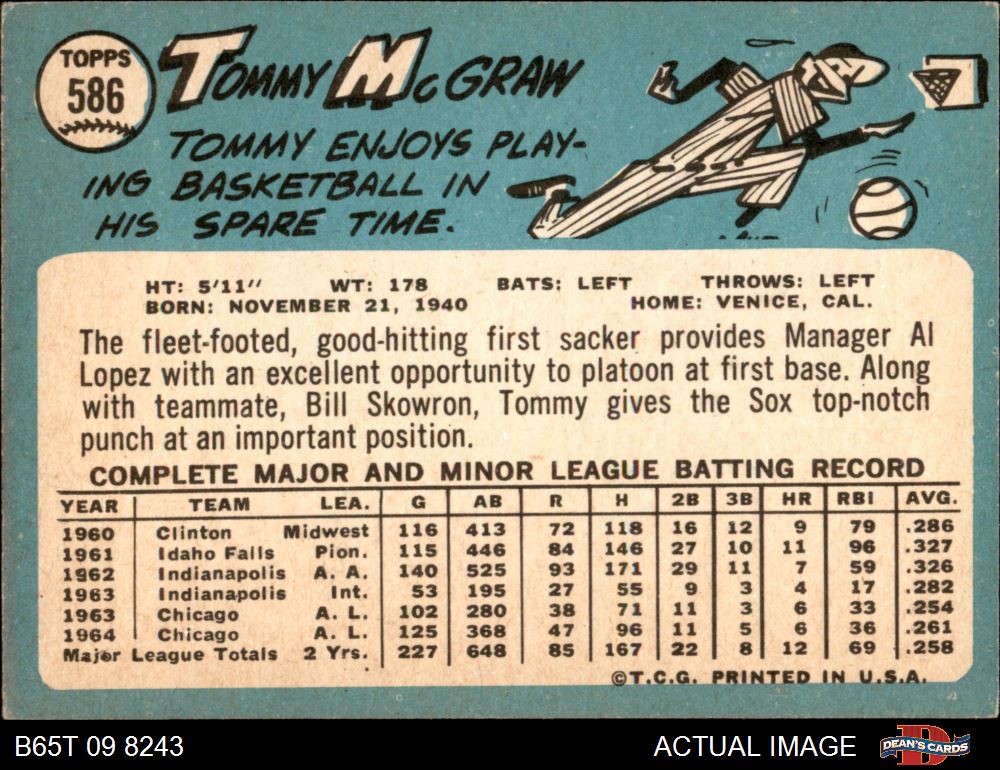 TOPPS
586
TOMMY McGRAW
TOMMY ENJOYS PLAY-
ING BASKETBALL IN
HIS SPARE TIME.
HT: 5'11" WT: 178 BATS: LEFT THROWS: LEFT
BORN: NOVEMBER 21, 1940 HOME: VENICE, CAL.
The fleet-footed, good-hitting first sacker provides Manager Al
Lopez with an excellent opportunity to platoon at first base. Along
with teammate, Bill Skowron, Tommy gives the Sox top-notch
punch at an important position.
COMPLETE MAJOR AND MINOR LEAGUE BATTING RECORD
YEAR TEAM LEA. G AB R H 2B 3B HR RBI AVG.
1960 Clinton Midwest 116 413 72 118 16 12 9 79 .286
1961 Idaho Falls Pion. 115 446 84 146 27 10 11 96 .327
1962 Indianapolis A. A. 140 525 93 171 29 11 7 59 .326
1963 Indianapolis Int. 53 195 27 55 9 3 4 17 .282
1963 Chicago A. L. 102 280 38 71 11 3 6 33 .254
1964 Chicago A. L. 125 368 47 96 11 5 6 36 .261
Major League Totals 2 Yrs. 227 648 85 167 22 8 12 69 .258
©T.C.G. PRINTED IN U.S.A.
B65T 09 8243 ACTUAL IMAGE DEAN'S CARDS